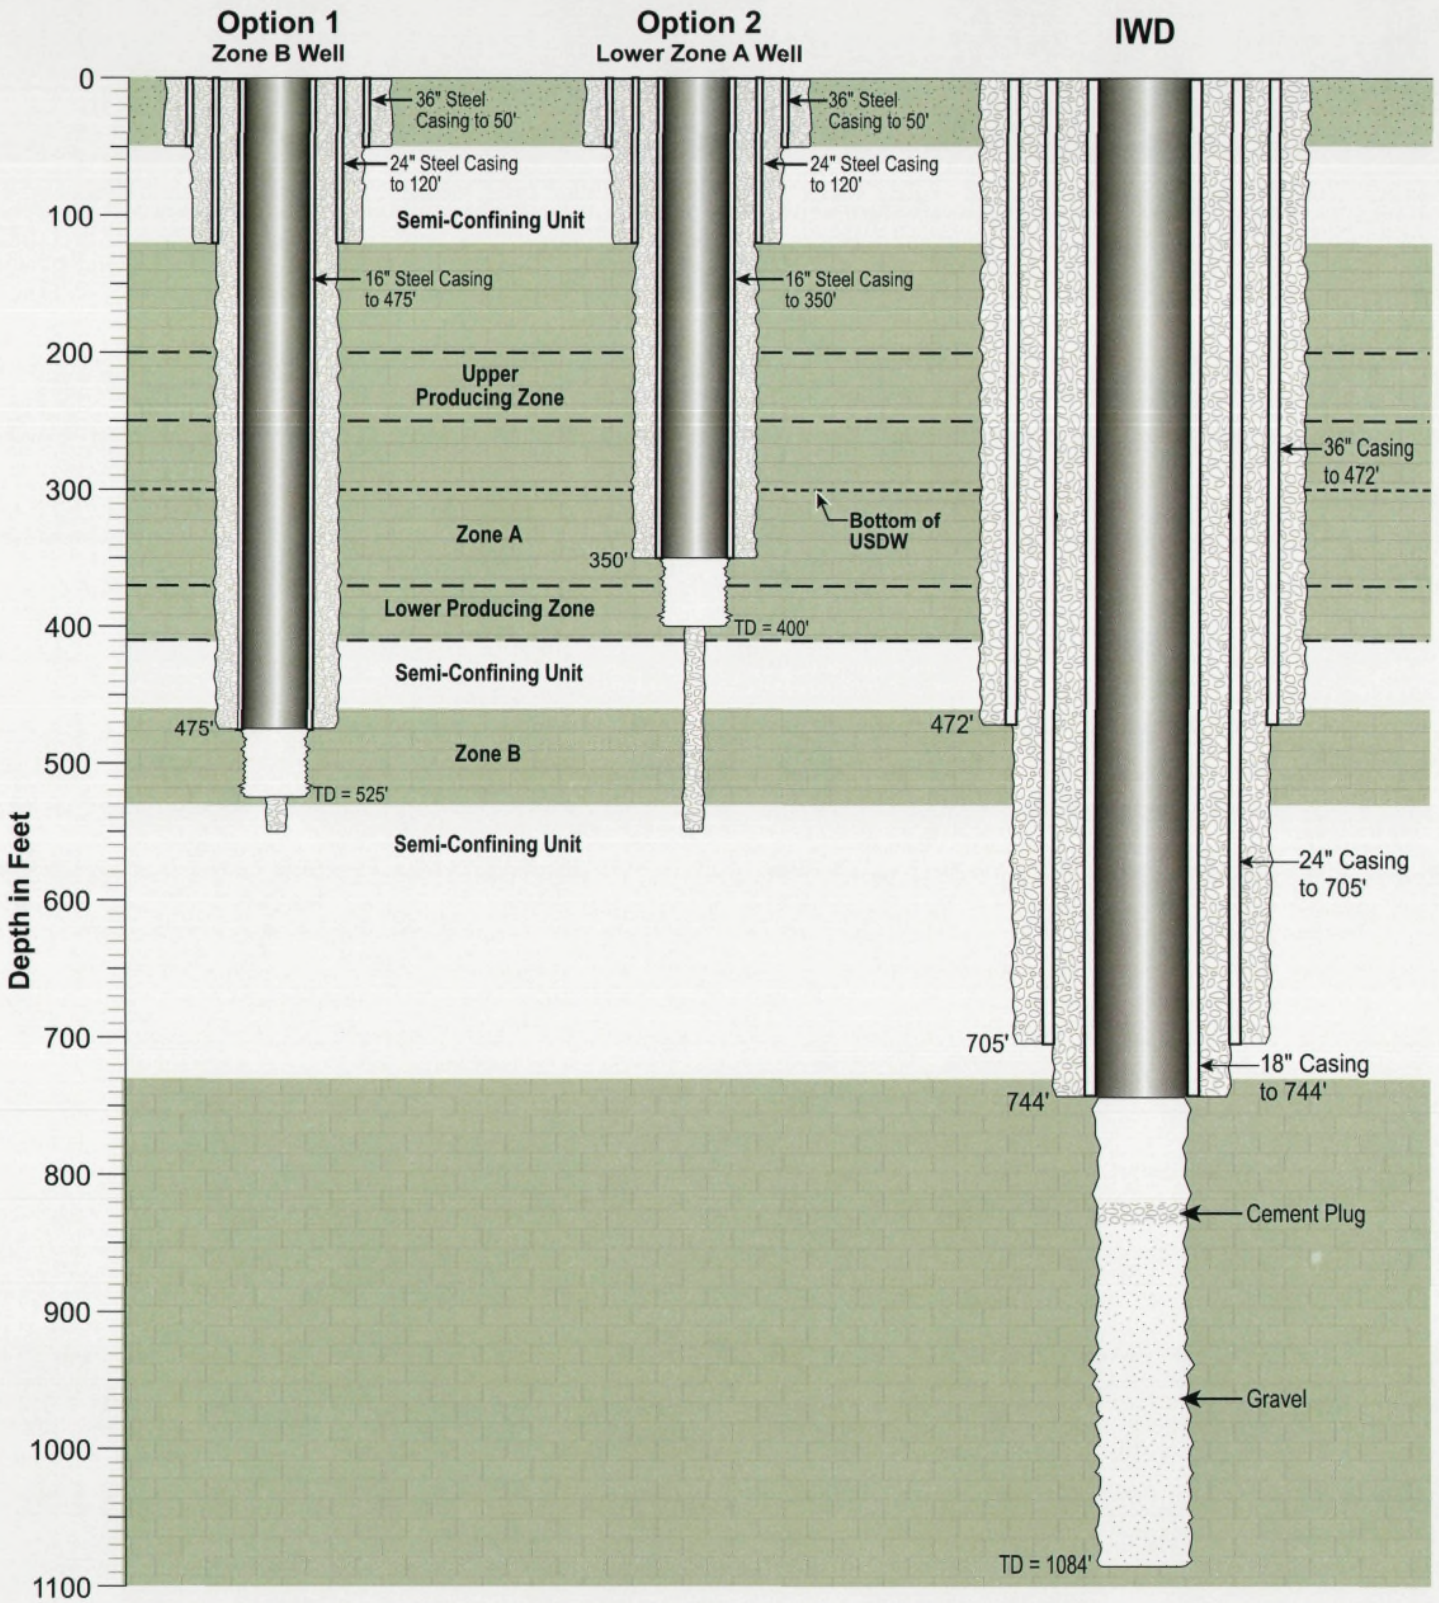 Option 1
Zone B Well
Option 2
Lower Zone A Well
IWD
0
100
200
300
400
500
600
700
800
900
1000
1100
Depth in Feet
36" Steel
Casing to 50'
24" Steel Casing
to 120'
16" Steel Casing
to 475'
475'
TD = 525'
36" Steel
Casing to 50'
24" Steel Casing
to 120'
16" Steel Casing
to 350'
350'
TD = 400'
Semi-Confining Unit
Upper
Producing Zone
Zone A
Lower Producing Zone
Semi-Confining Unit
Zone B
Semi-Confining Unit
Bottom of
USDW
36" Casing
to 472'
472'
24" Casing
to 705'
705'
18" Casing
to 744'
744'
Cement Plug
Gravel
TD = 1084'